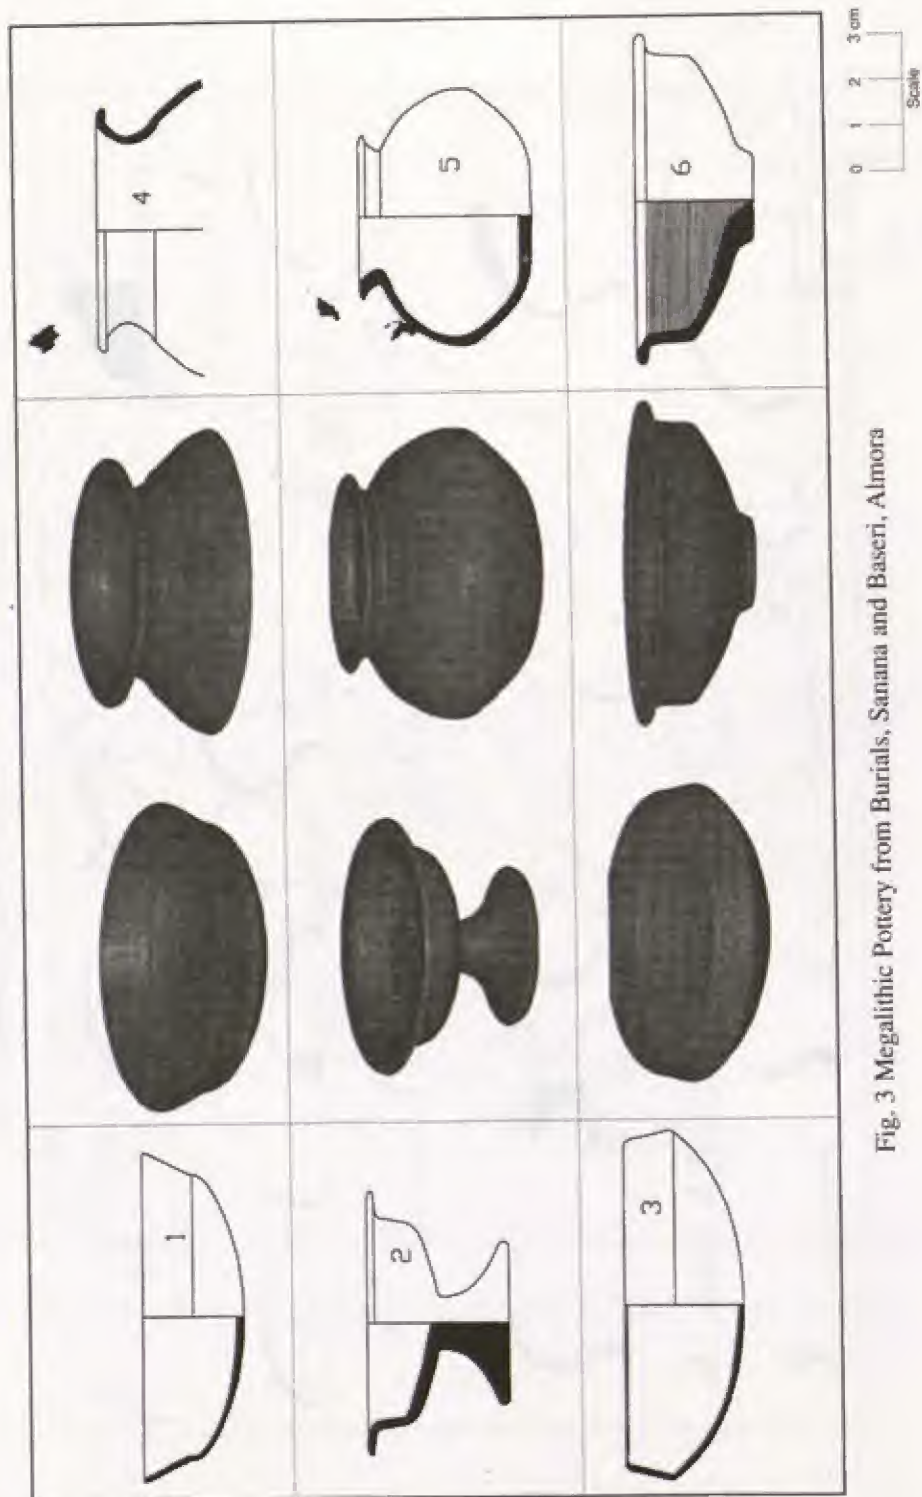 1
2
3
4
5
6
0 1 2 3 cm
Scale
Fig. 3 Megalithic Pottery from Burials, Sanana and Baseri, Almora